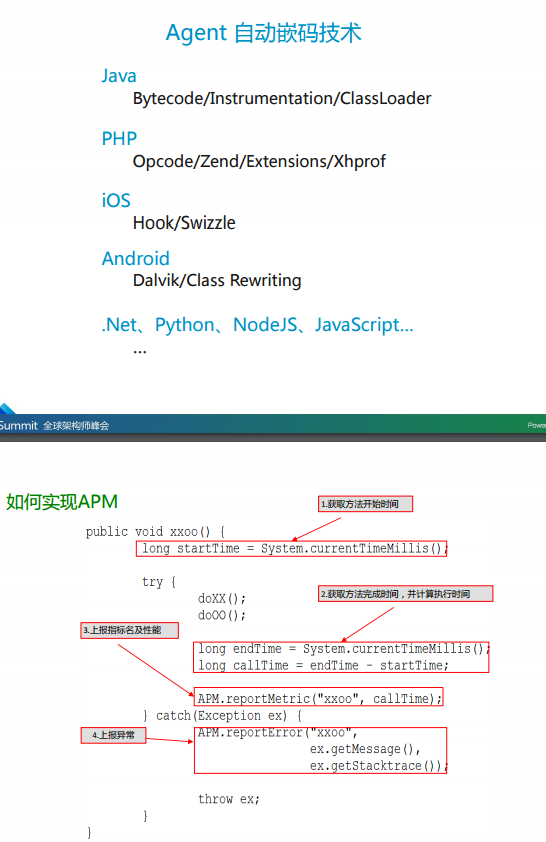 Agent 自动嵌码技术
Java
Bytecode/Instrumentation/ClassLoader
PHP
Opcode/Zend/Extensions/Xhprof
iOS
Hook/Swizzle
Android
Dalvik/Class Rewriting
.Net、Python、NodeJS、JavaScript...
...
Summit 全球架构师峰会
Power
如何实现APM
1.获取方法开始时间
public void xxoo() {
long startTime = System.currentTimeMillis();
try {
2.获取方法完成时间，并计算执行时间
doXX();
doOO();
3.上报指标名及性能
long endTime = System.currentTimeMillis();
long callTime = endTime - startTime;
APM.reportMetric("xxoo", callTime);
} catch(Exception ex) {
4.上报异常
APM.reportError("xxoo",
ex.getMessage(),
ex.getStacktrace());
throw ex;
}
}